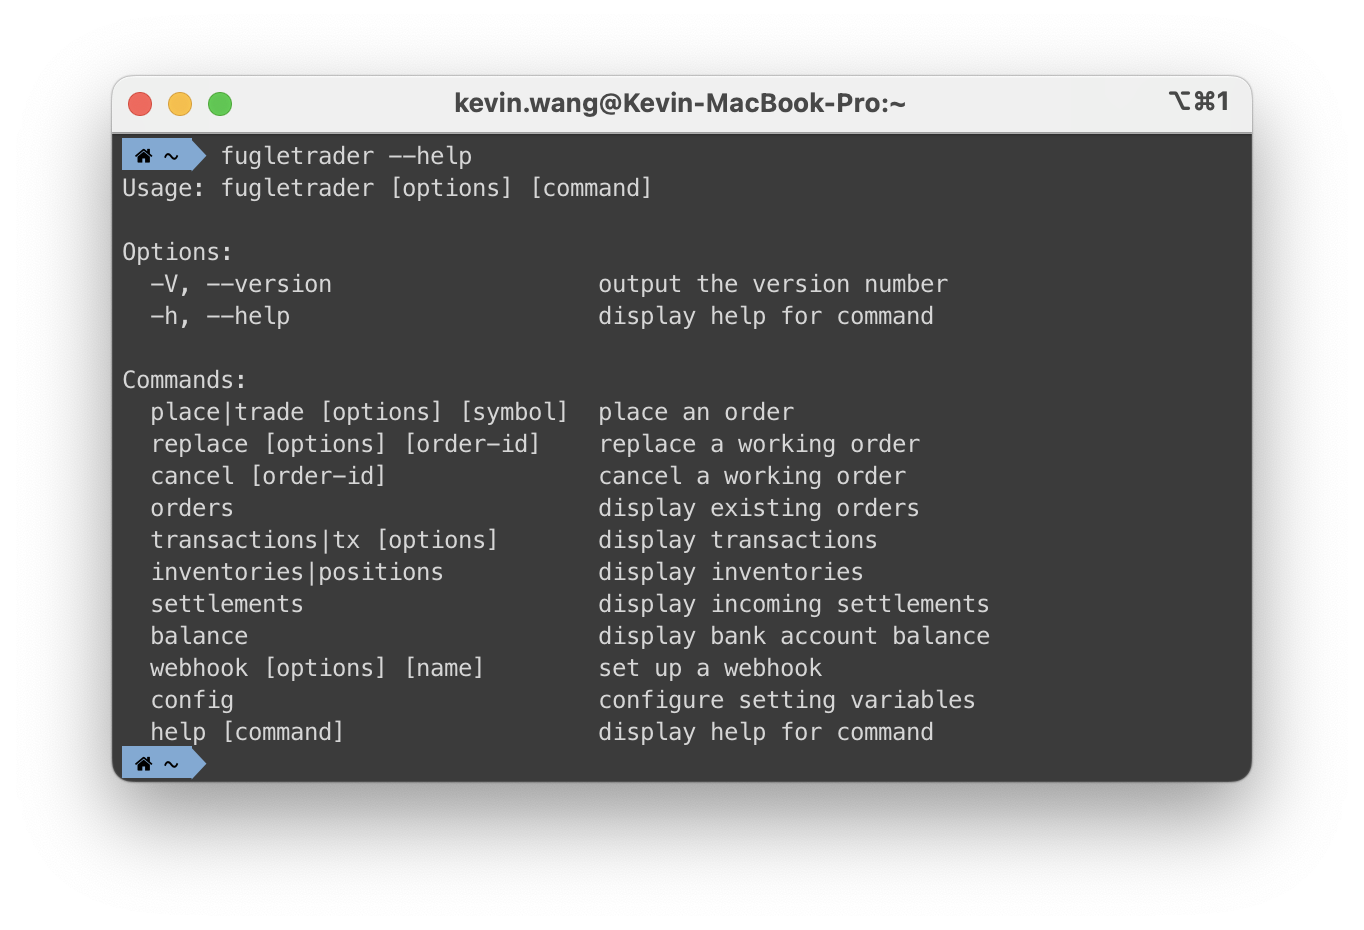 kevin.wang@Kevin-MacBook-Pro:~ ⌥⌘1
~ fugletrader --help
Usage: fugletrader [options] [command]
Options:
-V, --version output the version number
-h, --help display help for command
Commands:
place|trade [options] [symbol] place an order
replace [options] [order-id] replace a working order
cancel [order-id] cancel a working order
orders display existing orders
transactions|tx [options] display transactions
inventories|positions display inventories
settlements display incoming settlements
balance display bank account balance
webhook [options] [name] set up a webhook
config configure setting variables
help [command] display help for command
~